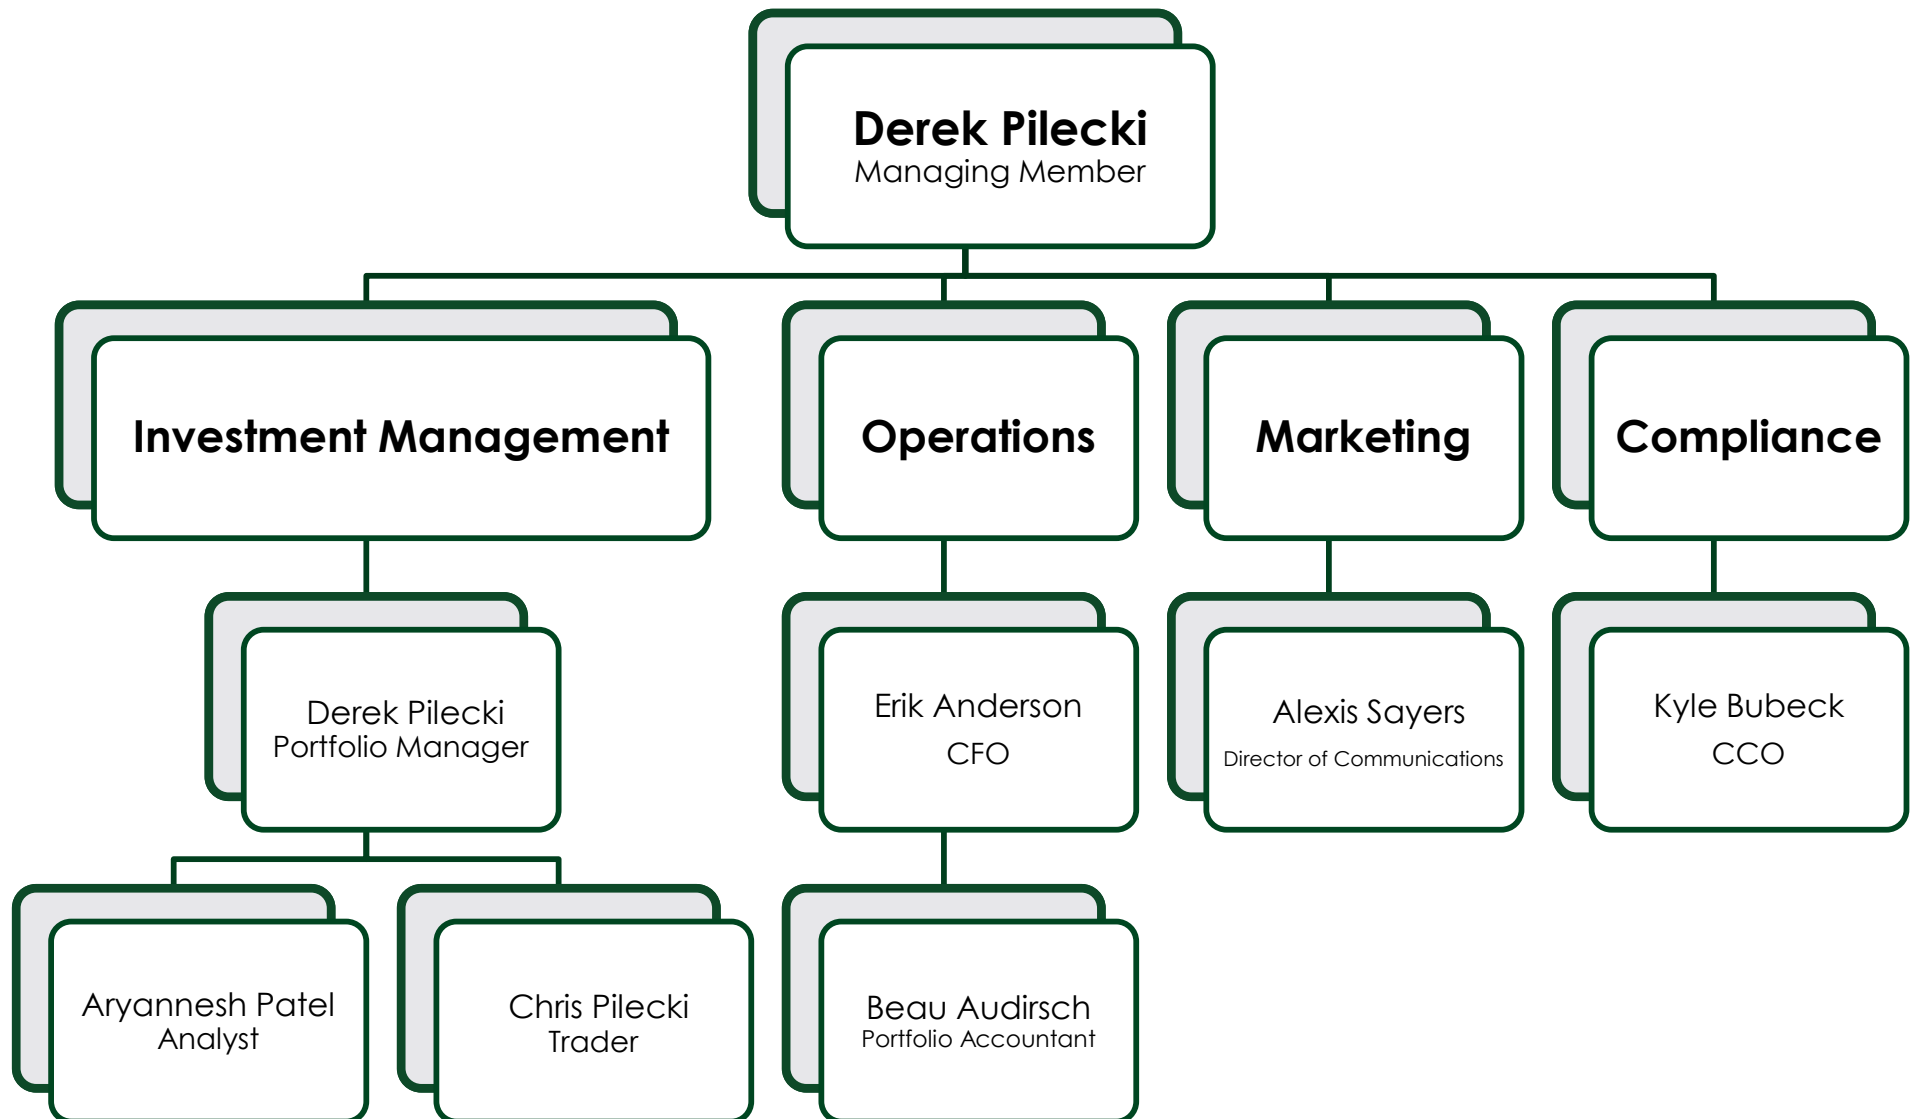 Derek Pilecki
Managing Member
Investment Management
Operations
Marketing
Compliance
Derek Pilecki
Portfolio Manager
Erik Anderson
CFO
Alexis Sayers
Director of Communications
Kyle Bubeck
CCO
Aryannesh Patel
Analyst
Chris Pilecki
Trader
Beau Audirsch
Portfolio Accountant